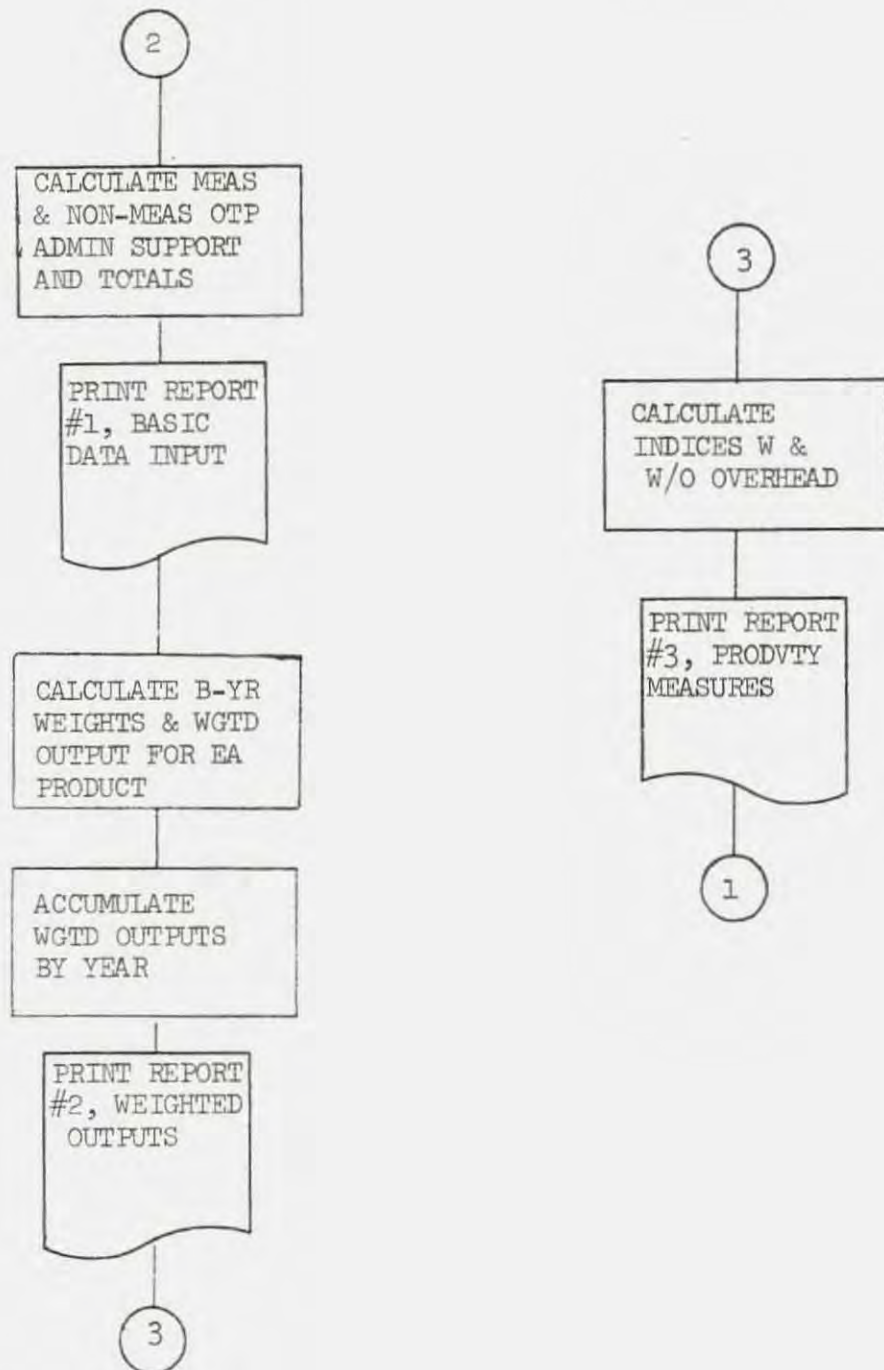 2
CALCULATE MEAS
& NON-MEAS OTP
ADMIN SUPPORT
AND TOTALS
PRINT REPORT
#1, BASIC
DATA INPUT
CALCULATE B-YR
WEIGHTS & WGTD
OUTPUT FOR EA
PRODUCT
ACCUMULATE
WGTD OUTPUTS
BY YEAR
PRINT REPORT
#2, WEIGHTED
OUTPUTS
3
3
CALCULATE
INDICES W &
W/O OVERHEAD
PRINT REPORT
#3, PRODVTY
MEASURES
1